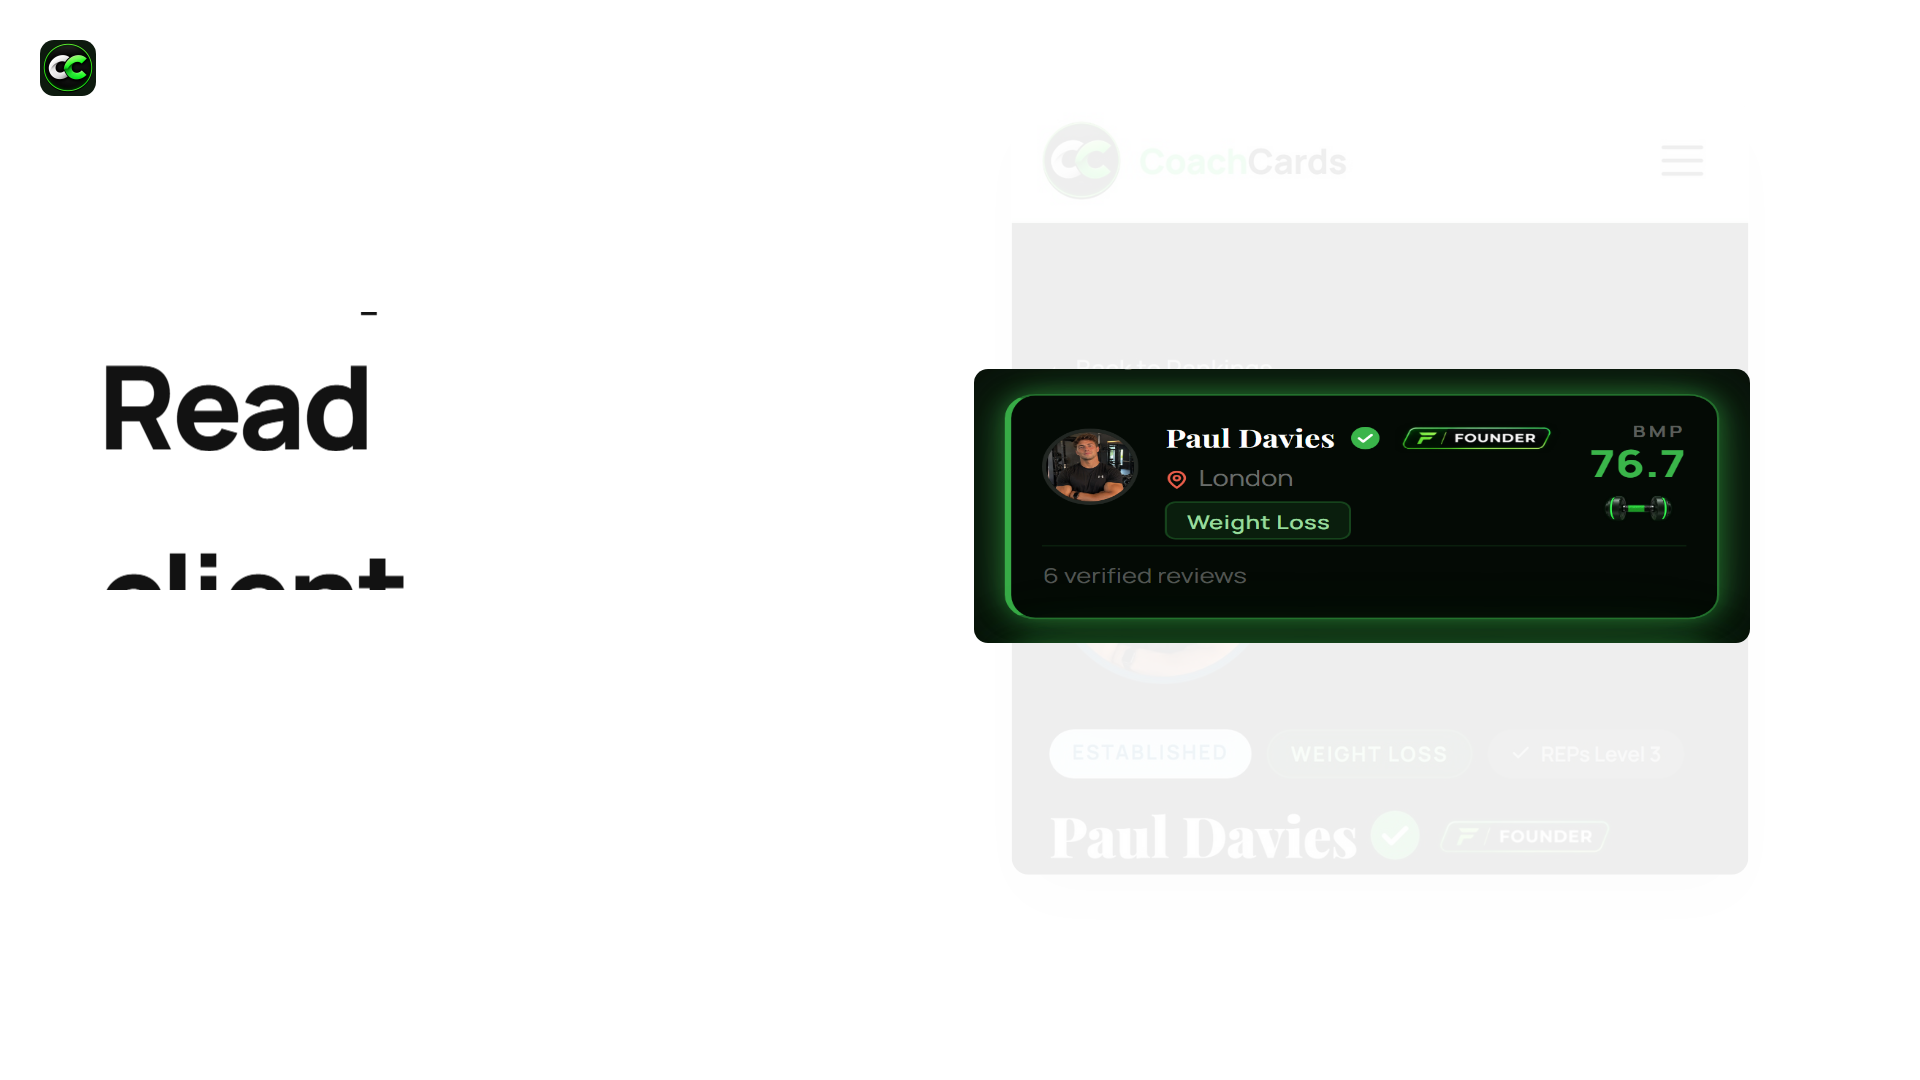 Read
client
CoachCards
Back to Rankings
Paul Davies FOUNDER
London
Weight Loss
BMP
76.7
6 verified reviews
ESTABLISHED WEIGHT LOSS REPs Level 3
Paul Davies FOUNDER